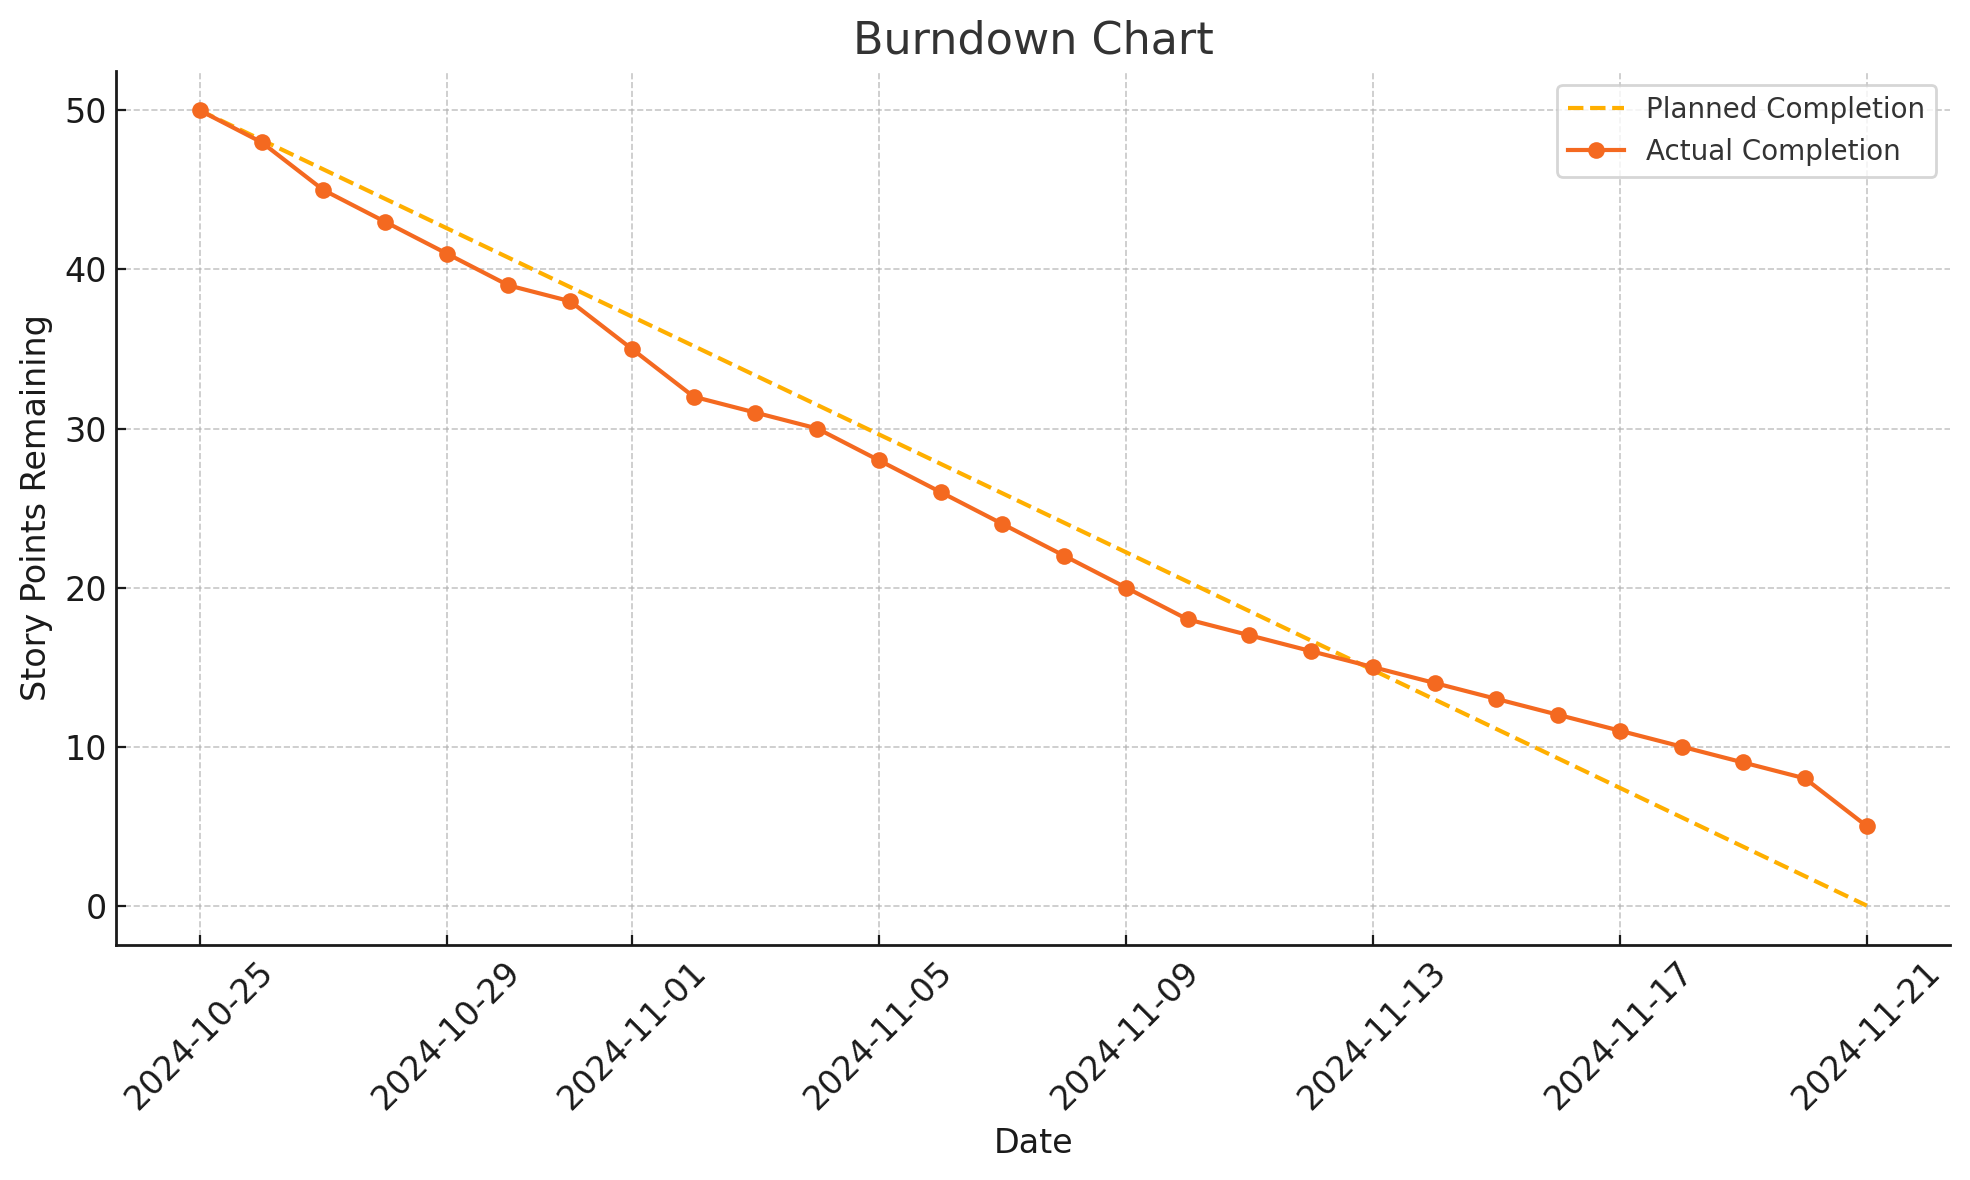 Burndown Chart
Planned Completion
Actual Completion
Story Points Remaining
50
40
30
20
10
0
2024-10-25
2024-10-29
2024-11-01
2024-11-05
2024-11-09
2024-11-13
2024-11-17
2024-11-21
Date